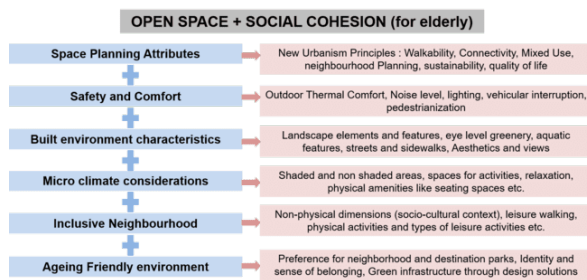 OPEN SPACE + SOCIAL COHESION (for elderly)
Space Planning Attributes
New Urbanism Principles : Walkability, Connectivity, Mixed Use,
neighbourhood Planning, sustainability, quality of life
Safety and Comfort
Outdoor Thermal Comfort, Noise level, lighting, vehicular interruption,
pedestrianization
Built environment characteristics
Landscape elements and features, eye level greenery, aquatic
features, streets and sidewalks, Aesthetics and views
Micro climate considerations
Shaded and non shaded areas, spaces for activities, relaxation,
physical amenities like seating spaces etc.
Inclusive Neighbourhood
Non-physical dimensions (socio-cultural context), leisure walking,
physical activities and types of leisure activities etc.
Ageing Friendly environment
Preference for neighborhood and destination parks, Identity and
sense of belonging, Green infrastructure through design solutions.